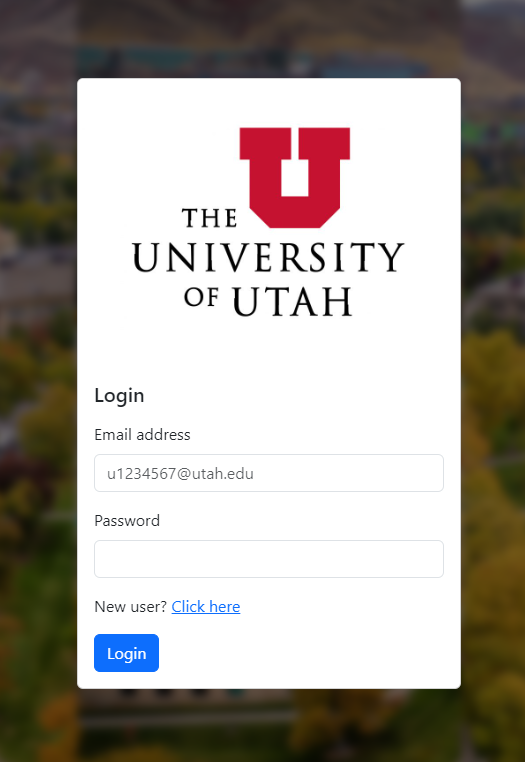 THE
UNIVERSITY
OF UTAH
Login
Email address
u1234567@utah.edu
Password
New user? Click here
Login